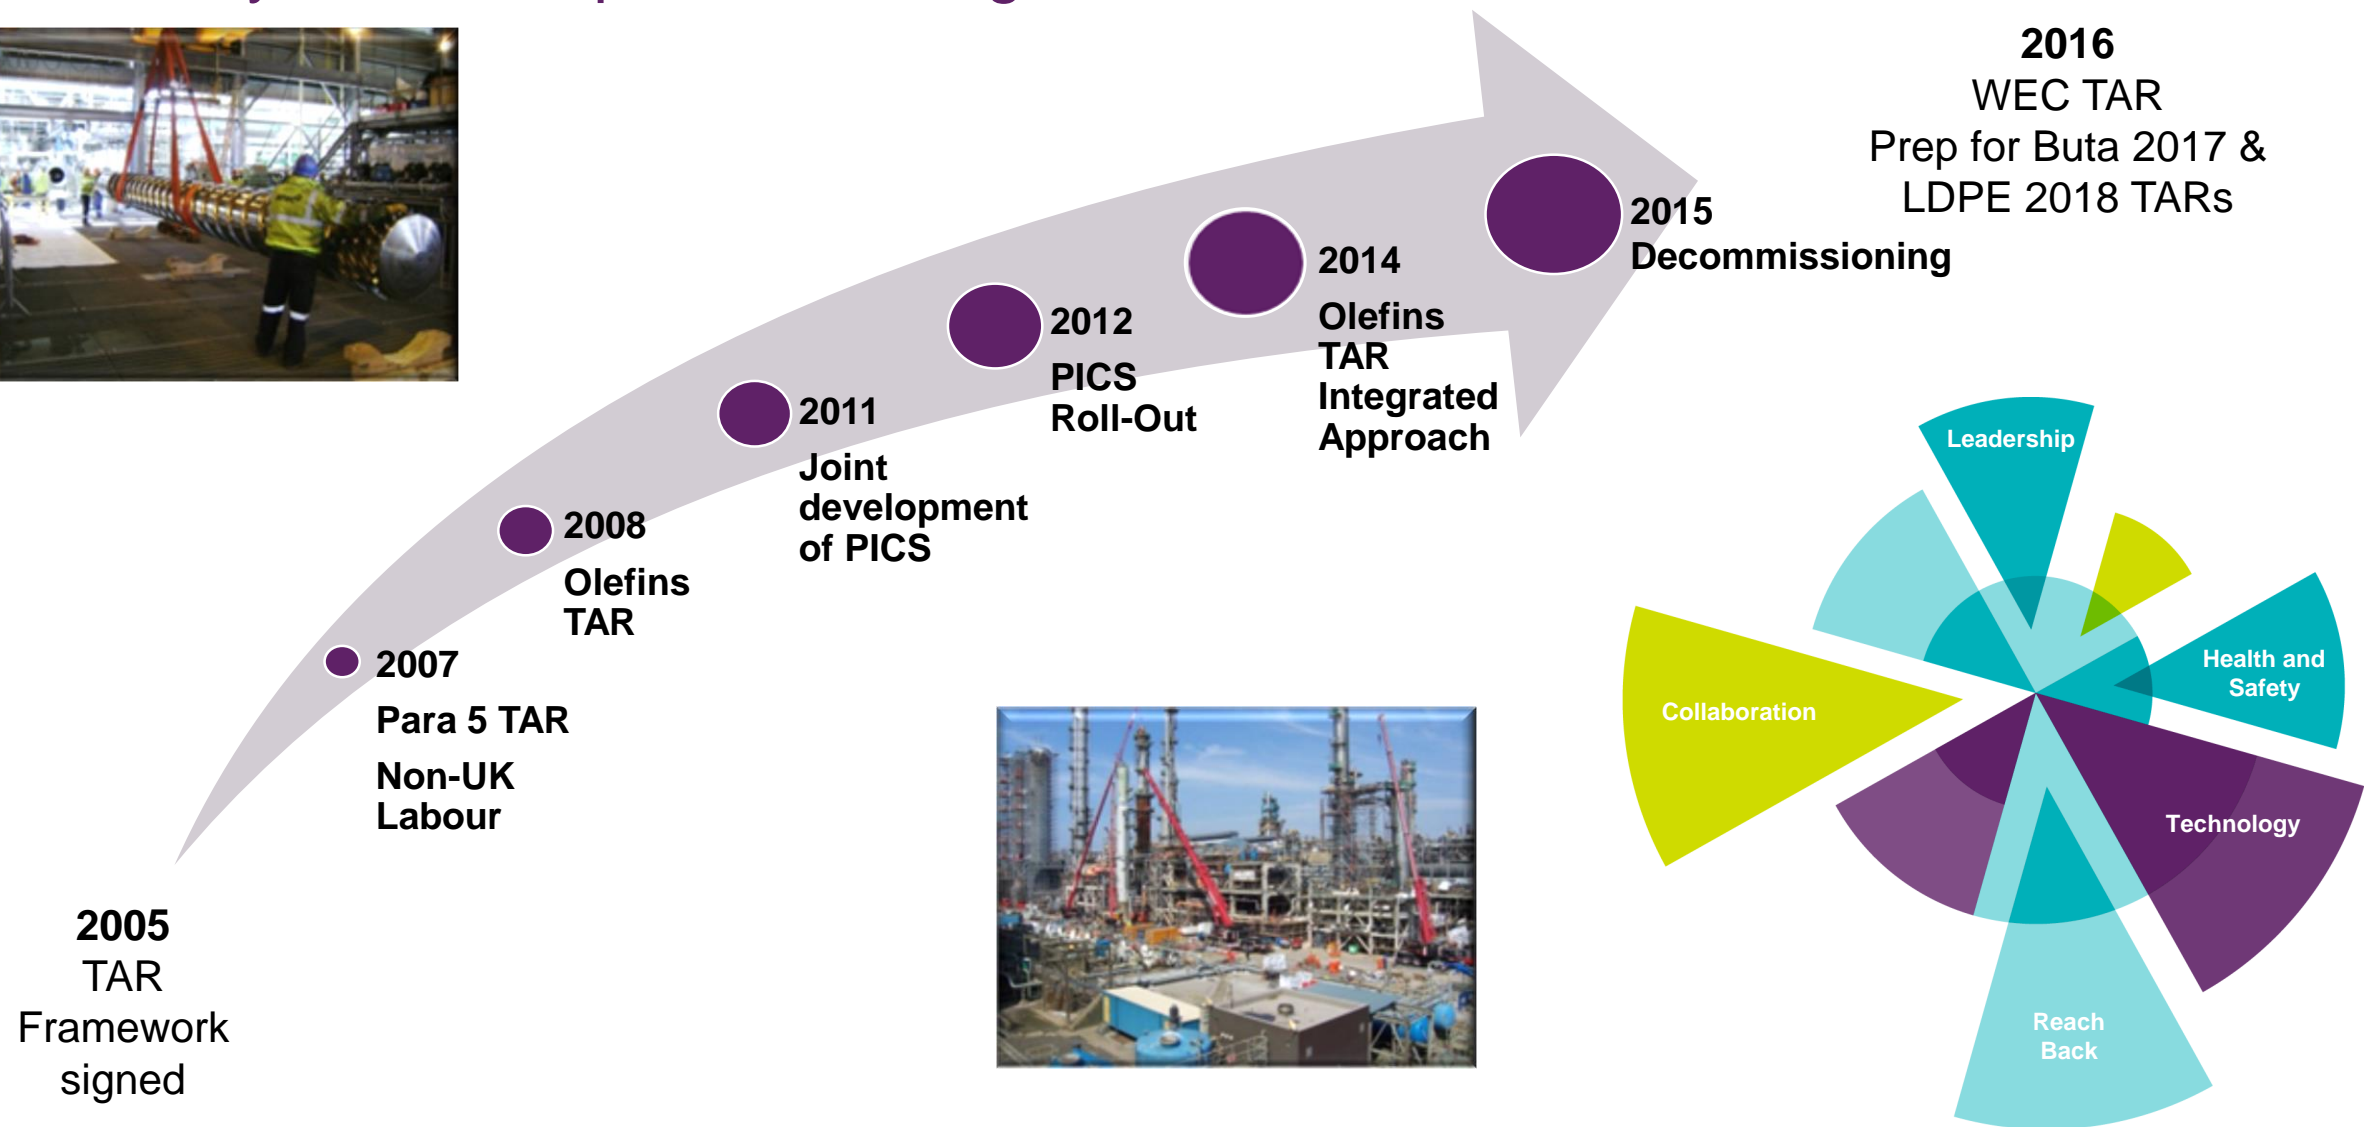 2016
WEC TAR
Prep for Buta 2017 &
LDPE 2018 TARs
2015
Decommissioning
2014
Olefins
TAR
Integrated
Approach
2012
PICS
Roll-Out
2011
Joint
development
of PICS
2008
Olefins
TAR
2007
Para 5 TAR
Non-UK
Labour
2005
TAR
Framework
signed
Leadership
Health and
Safety
Collaboration
Technology
Reach
Back